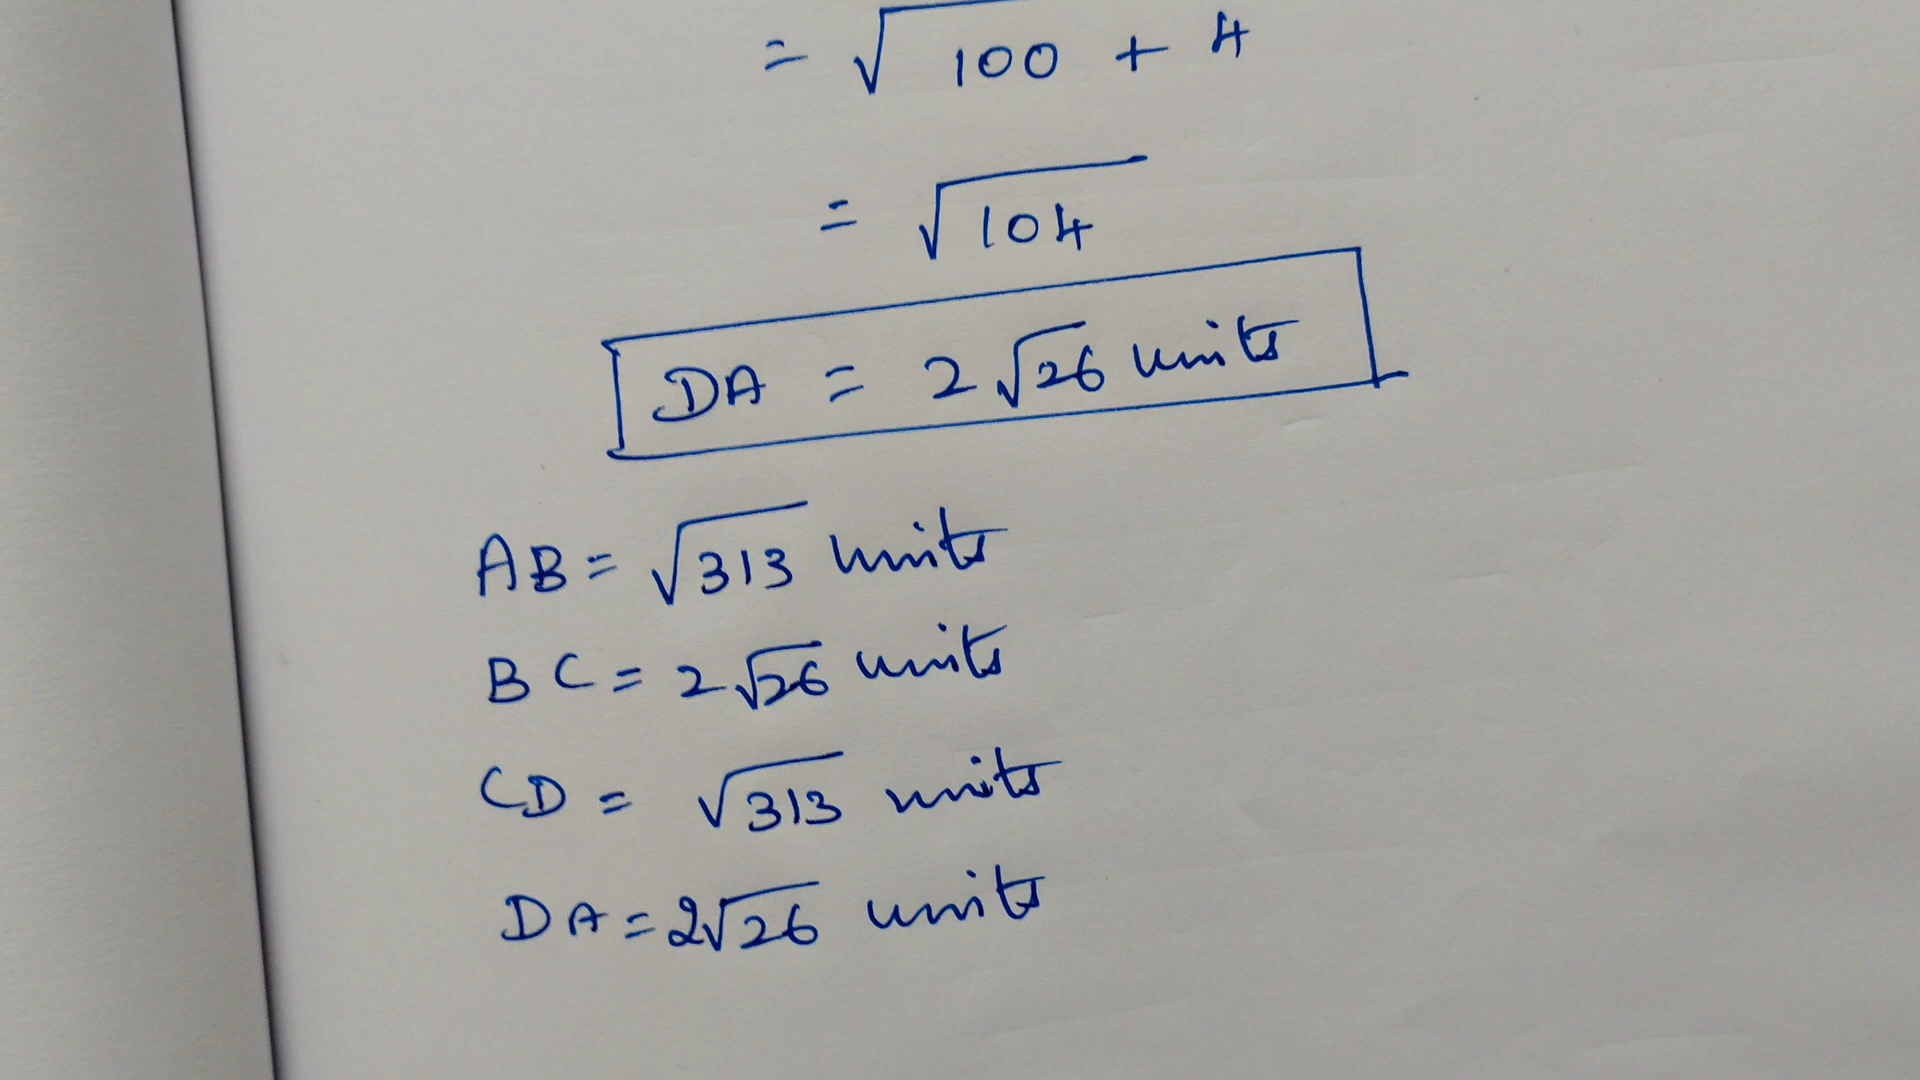 = √100 + 4
= √104
DA = 2√26 units
AB = √313 units
BC = 2√26 units
CD = √313 units
DA = 2√26 units